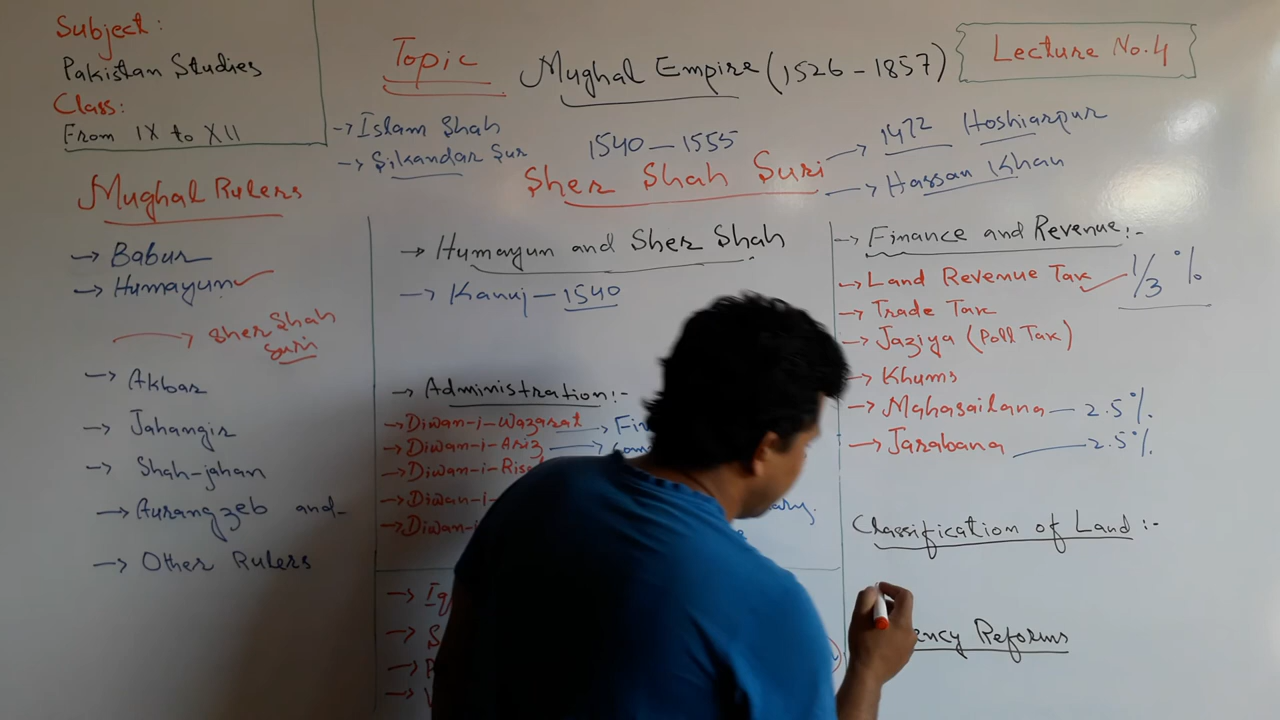 Subject:
Pakistan Studies
Class:
From IX to XII
Topic
Mughal Empire (1526 - 1857)
Lecture No.4
→ Islam Shah
→ Sikandar Sur
1540 - 1555
Sher Shah Suri
→ 1472 Hoshiarpur
→ Hassan Khan
Mughal Rulers
→ Babur
→ Humayun ✓
→ Sher Shah
Suri
→ Akbar
→ Jahangir
→ Shah-jahan
→ Aurangzeb and-
→ Other Rulers
→ Humayun and Sher Shah
→ Kanuj - 1540
→ Administration:-
→ Diwan-i-Wazarat → Fin
→ Diwan-i-Ariz → Com
→ Diwan-i-Ris
→ Diwan-i-
→ Diwan-i
→ Finance and Revenue:-
→ Land Revenue Tax ✓ 1/3 %
→ Trade Tax
→ Jaziya (Poll Tax)
→ Khums
→ Mahasailana - 2.5%.
→ Jarabana - 2.5%.
Classification of Land:-
ency Reforms